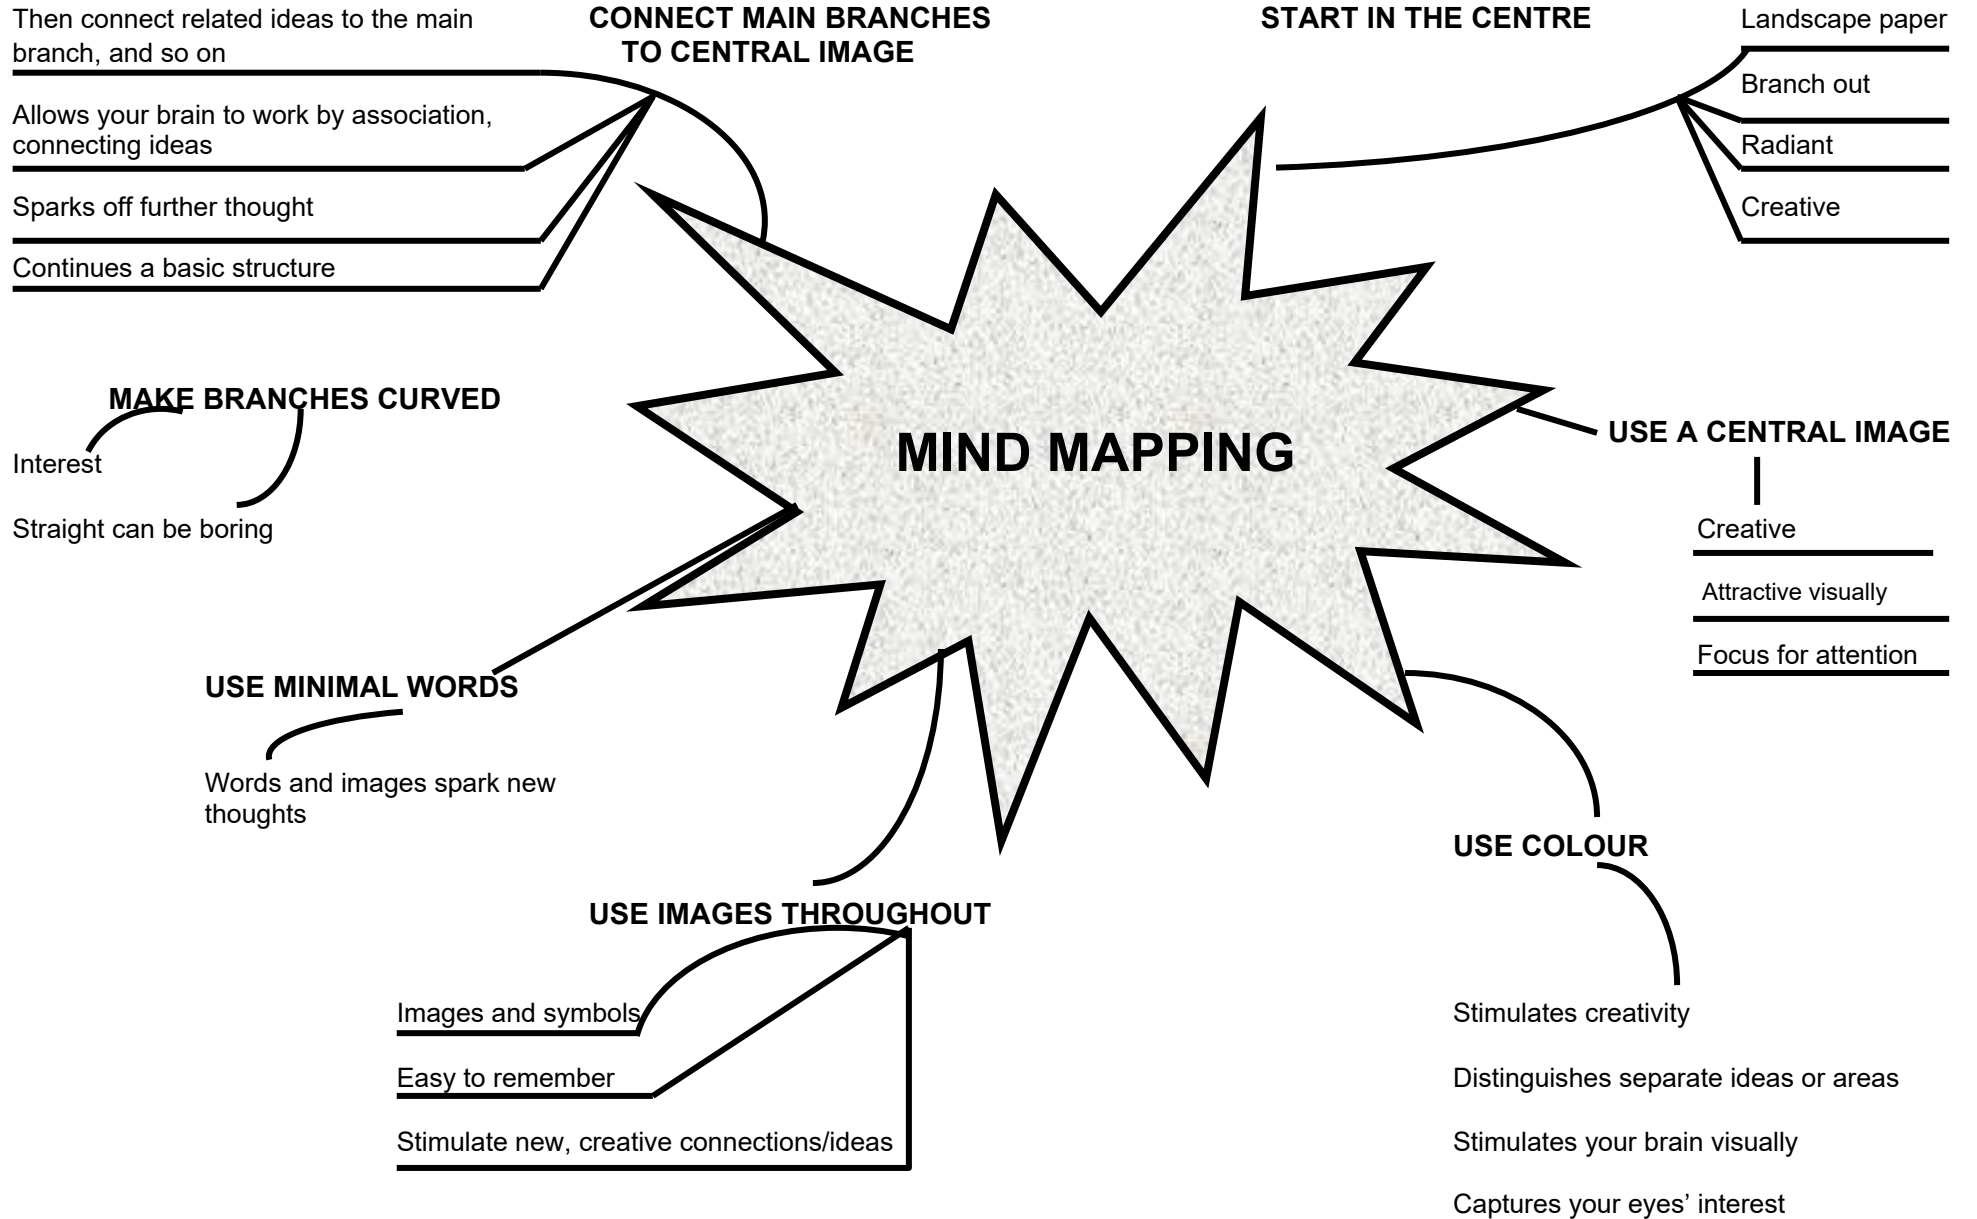 Then connect related ideas to the main
branch, and so on
Allows your brain to work by association,
connecting ideas
Sparks off further thought
Continues a basic structure
CONNECT MAIN BRANCHES
TO CENTRAL IMAGE
START IN THE CENTRE
Landscape paper
Branch out
Radiant
Creative
MAKE BRANCHES CURVED
Interest
Straight can be boring
MIND MAPPING
USE A CENTRAL IMAGE
Creative
Attractive visually
Focus for attention
USE MINIMAL WORDS
Words and images spark new
thoughts
USE IMAGES THROUGHOUT
Images and symbols
Easy to remember
Stimulate new, creative connections/ideas
USE COLOUR
Stimulates creativity
Distinguishes separate ideas or areas
Stimulates your brain visually
Captures your eyes’ interest